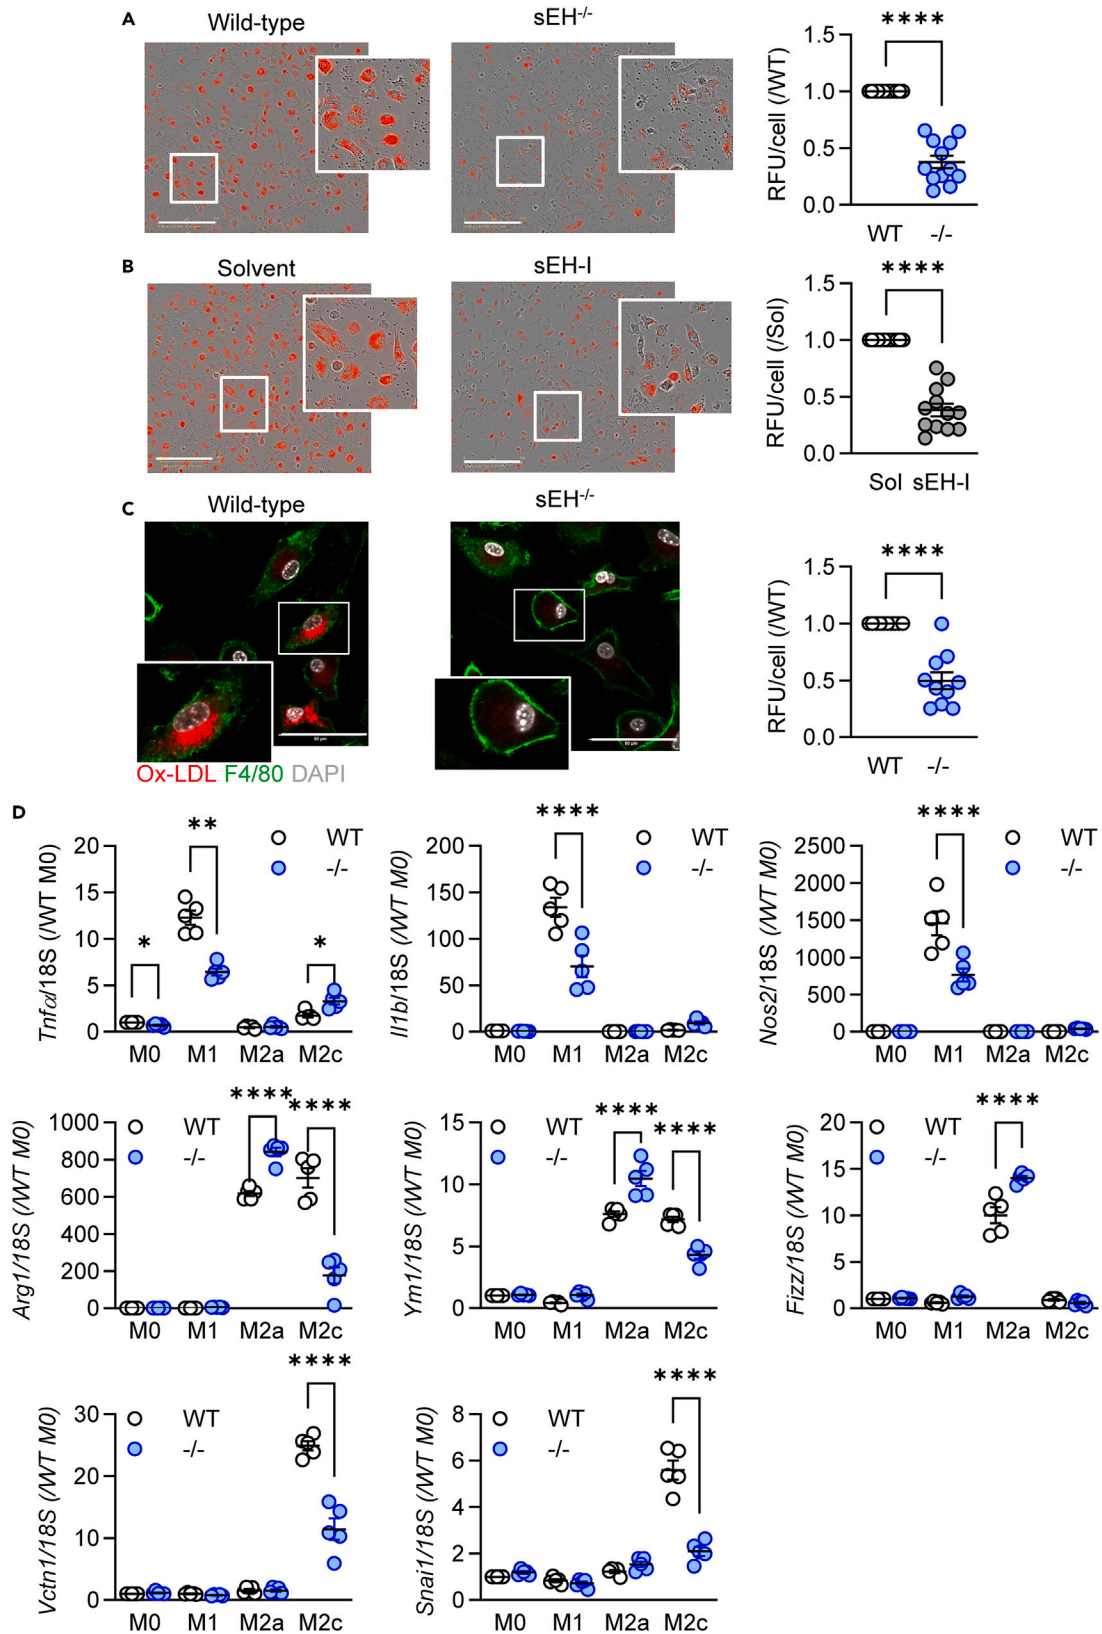 A
Wild-type
sEH-/-
****
RFU/cell (/WT)
1.5
1.0
0.5
0.0
WT -/-
B
Solvent
sEH-I
****
RFU/cell (/Sol)
1.5
1.0
0.5
0.0
Sol sEH-I
C
Wild-type
sEH-/-
50 µm
50 µm
Ox-LDL F4/80 DAPI
****
RFU/cell (/WT)
1.5
1.0
0.5
0.0
WT -/-
D
Tnfα/18S (/WT M0)
20
15
10
5
0
*
**
*
WT
-/-
M0 M1 M2a M2c
Il1b/18S (/WT M0)
200
150
100
50
0
****
WT
-/-
M0 M1 M2a M2c
Nos2/18S (/WT M0)
2500
2000
1500
1000
500
0
****
WT
-/-
M0 M1 M2a M2c
Arg1/18S (/WT M0)
1000
800
600
400
200
0
WT
-/-
****
****
M0 M1 M2a M2c
Ym1/18S (/WT M0)
15
10
5
0
WT
-/-
****
****
M0 M1 M2a M2c
Fizz/18S (/WT M0)
20
15
10
5
0
WT
-/-
****
M0 M1 M2a M2c
Vctn1/18S (/WT M0)
30
20
10
0
WT
-/-
****
M0 M1 M2a M2c
Snai1/18S (/WT M0)
8
6
4
2
0
WT
-/-
****
M0 M1 M2a M2c